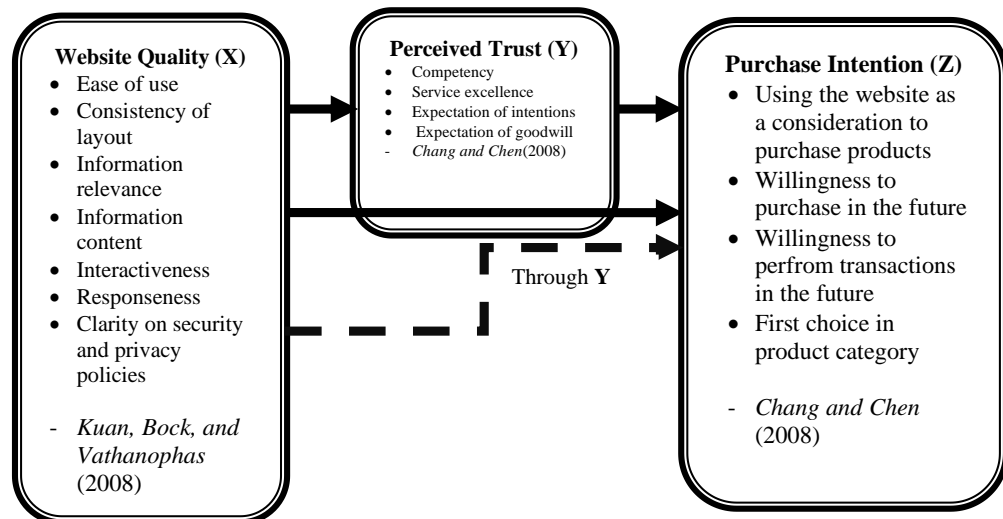 Website Quality (X)
• Ease of use
• Consistency of
layout
• Information
relevance
• Information
content
• Interactiveness
• Responseness
• Clarity on security
and privacy
policies
- Kuan, Bock, and
Vathanophas
(2008)
Perceived Trust (Y)
• Competency
• Service excellence
• Expectation of intentions
• Expectation of goodwill
- Chang and Chen(2008)
Through Y
Purchase Intention (Z)
• Using the website as
a consideration to
purchase products
• Willingness to
purchase in the future
• Willingness to
perfrom transactions
in the future
• First choice in
product category
- Chang and Chen
(2008)